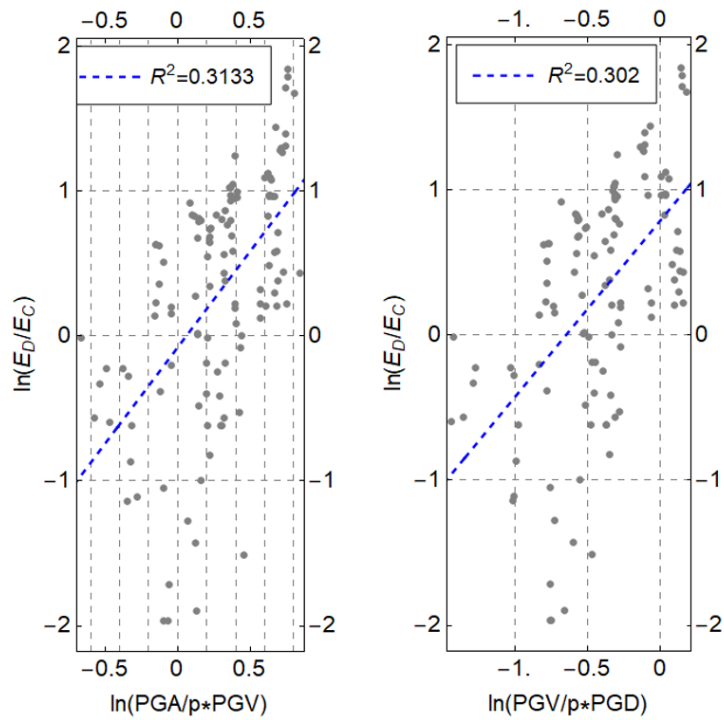 −0.5 0 0.5
2 2
R²=0.3133
1 1
0 0
−1 −1
−2 −2
−0.5 0 0.5
ln(E_D/E_C)
ln(PGA/p*PGV)
−1. −0.5 0
2 2
R²=0.302
1 1
0 0
−1 −1
−2 −2
−1. −0.5 0
ln(E_D/E_C)
ln(PGV/p*PGD)